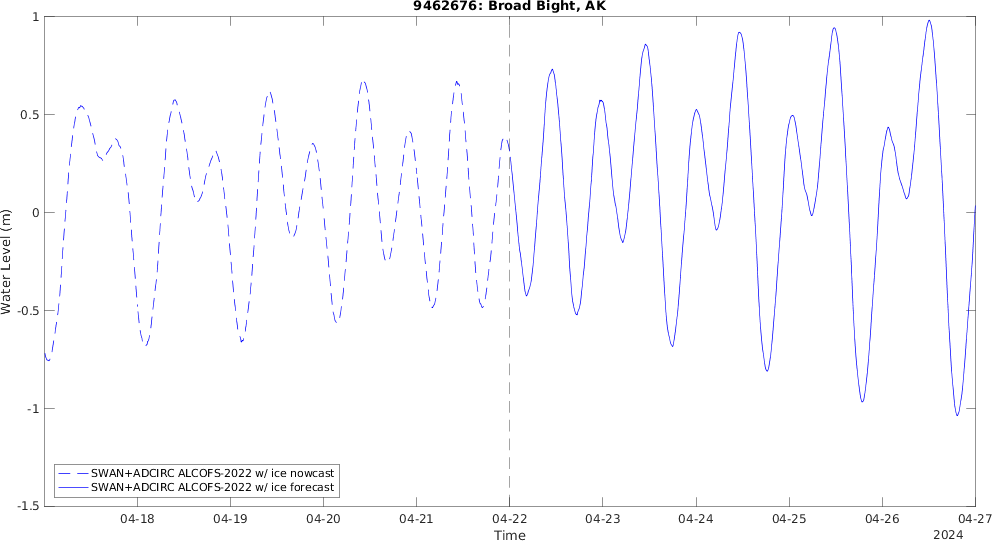 9462676: Broad Bight, AK
1
0.5
0
-0.5
-1
-1.5
Water Level (m)
SWAN+ADCIRC ALCOFS-2022 w/ ice nowcast
SWAN+ADCIRC ALCOFS-2022 w/ ice forecast
04-18 04-19 04-20 04-21 04-22 04-23 04-24 04-25 04-26 04-27
Time
2024